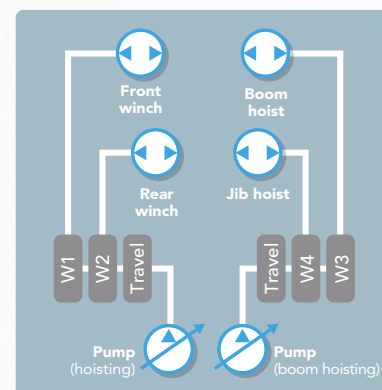 Front
winch
Boom
hoist
Rear
winch
Jib hoist
W1
W2
Travel
Travel
W4
W3
Pump
(hoisting)
Pump
(boom hoisting)